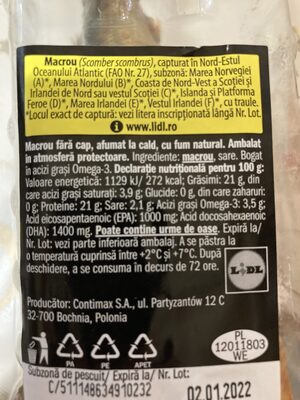 Macrou (Scomber scombrus), capturat în Nord-Estul
Oceanului Atlantic (FAO Nr. 27), subzonă: Marea Norvegiei
(A)*, Marea Nordului (B)*, Coasta de Nord-Vest a Scoției și
Irlandei de Nord sau vestul Scoției (C)*, Islanda și Platforma
Feroe (D)*, Marea Irlandei (E)*, Vestul Irlandei (F)*, cu traule.
*Locul exact de captură: vezi litera inscripționată lângă Nr. Lot.
i www.lidl.ro
Macrou fără cap, afumat la cald, cu fum natural. Ambalat
în atmosferă protectoare. Ingrediente: macrou, sare. Bogat
în acizi grași Omega-3. Declarație nutrițională pentru 100 g:
Valoare energetică: 1129 kJ/ 272 kcal; Grăsimi: 21 g, din
care acizi grași saturați: 3,9 g; Glucide: 0 g, din care zaharuri:
0 g; Proteine: 21 g; Sare: 2,1 g; Acizi grași Omega-3: 3,5 g;
Acid eicosapentaenoic (EPA): 1000 mg; Acid docosahexaenoic
(DHA): 1400 mg. Poate conține urme de oase. Expiră la/
Nr. Lot: vezi parte inferioară ambalaj. A se păstra la
o temperatură cuprinsă între +2°C și +7°C. După
deschidere, a se consuma în decurs de 72 ore.
LIDL
Producător: Contimax S.A., ul. Partyzantów 12 C
32-700 Bochnia, Polonia
PL
12011803
WE
PA
PE
APET
Subzonă de pescuit/ Expiră la/ Nr. Lot:
C/511148634910232 02.01.2022